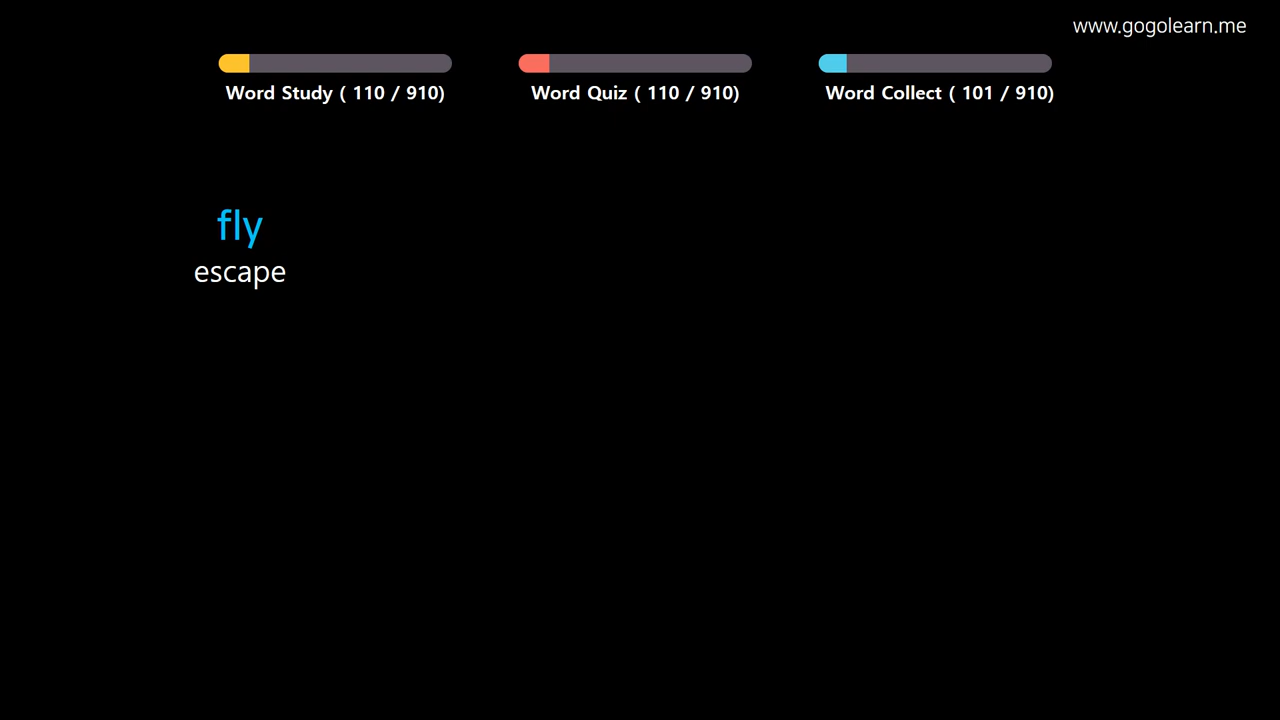 www.gogolearn.me
Word Study ( 110 / 910)
Word Quiz ( 110 / 910)
Word Collect ( 101 / 910)
fly
escape